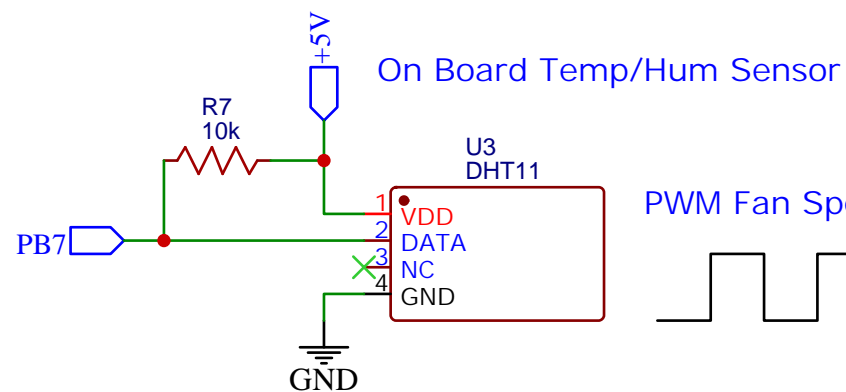 +5V
On Board Temp/Hum Sensor
R7
10k
U3
DHT11
1
VDD
PWM Fan
PB7
2
DATA
3
NC
4
GND
GND